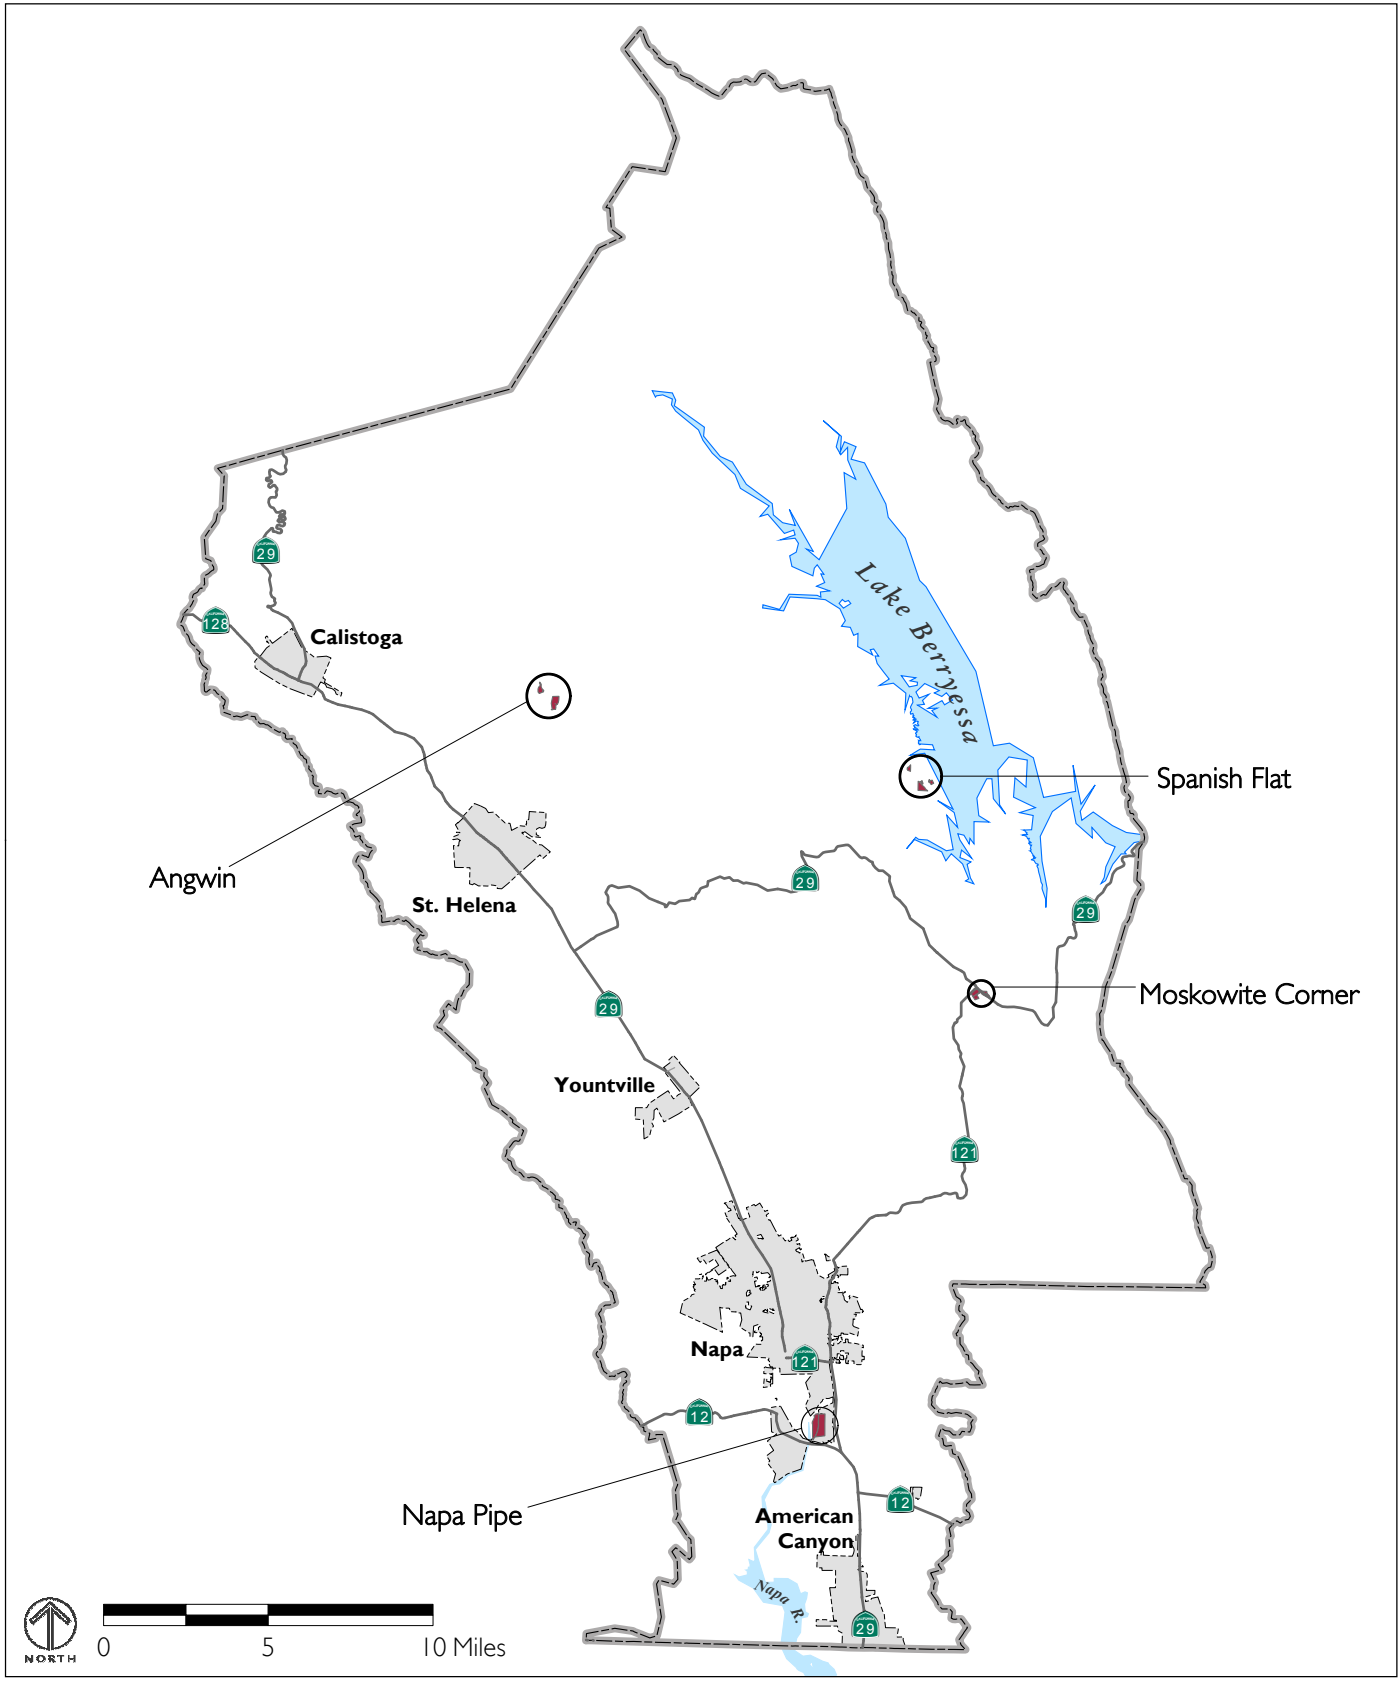 29
128
Calistoga
Lake Berryessa
Spanish Flat
Angwin
29
St. Helena
29
Moskowite Corner
29
Yountville
121
Napa
121
12
Napa Pipe
12
American
Canyon
Napa R.
29
NORTH
0
5
10 Miles